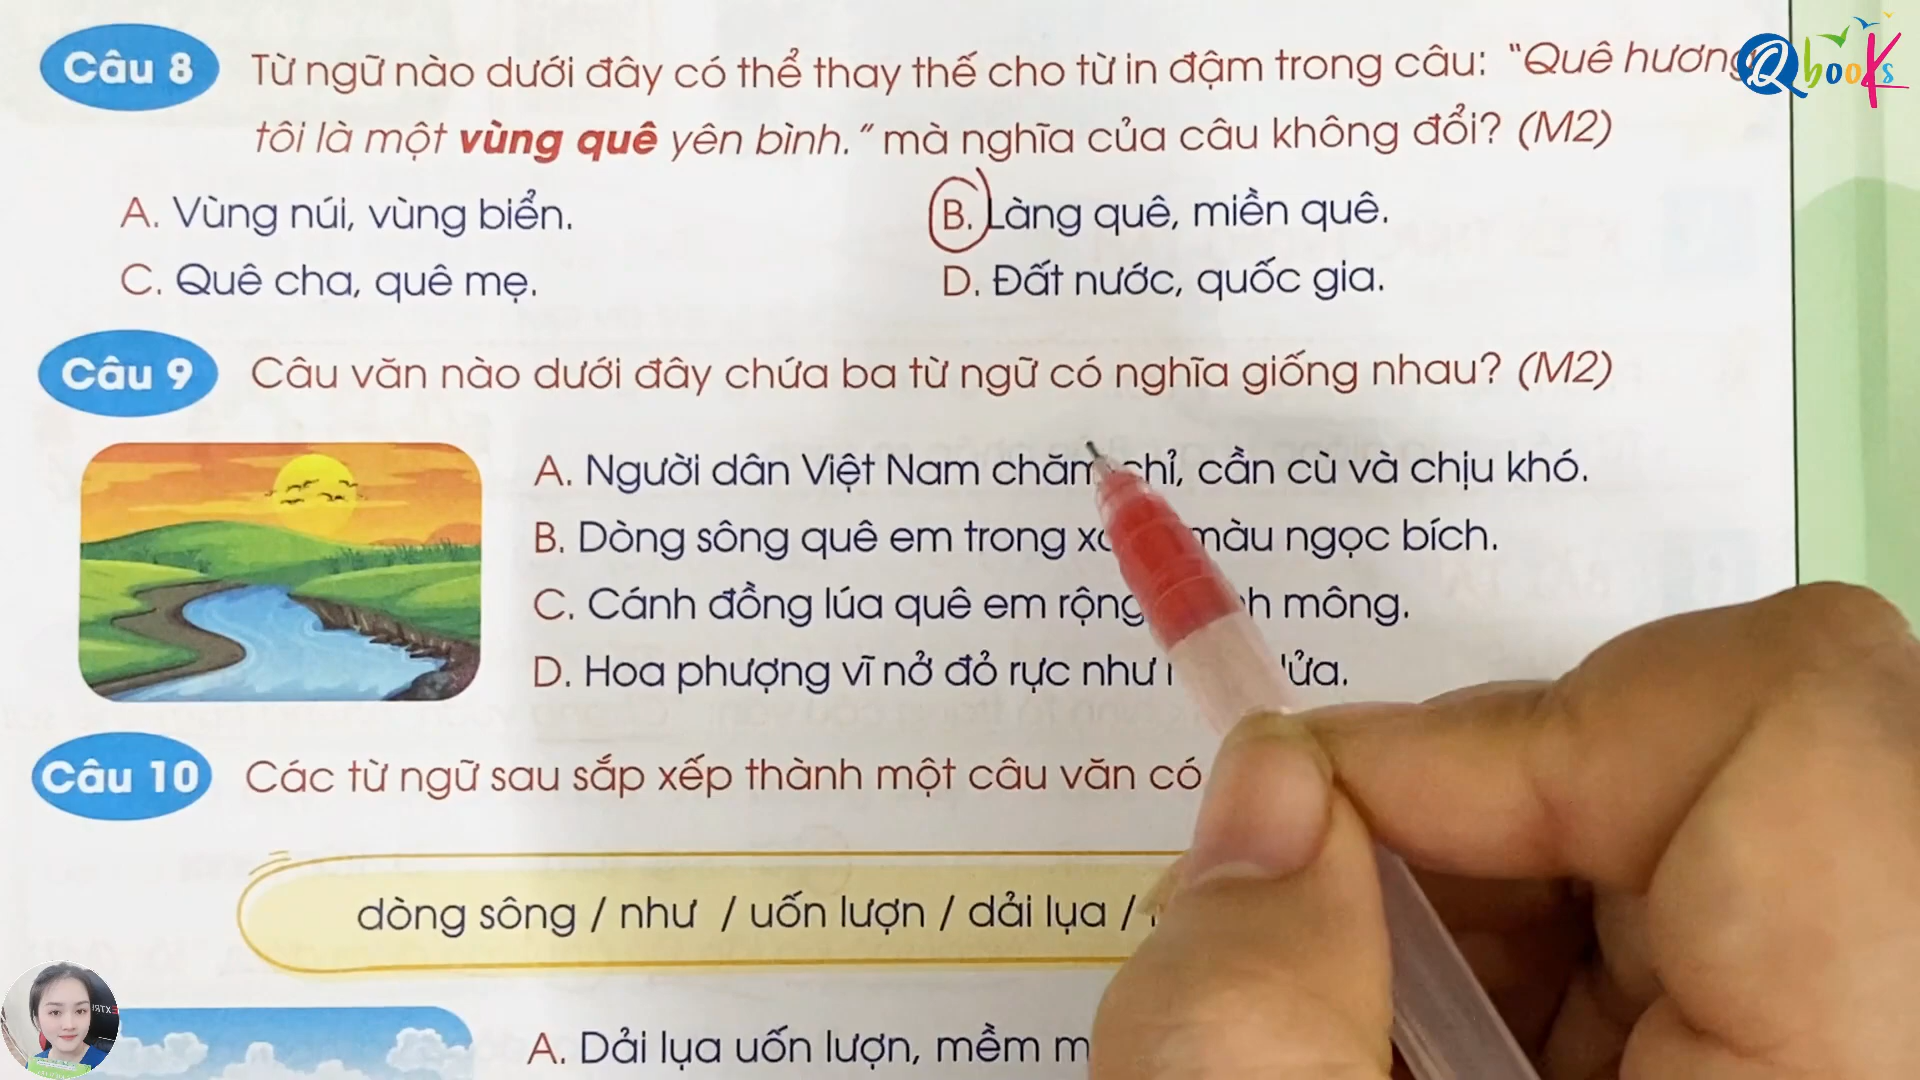 Câu 8 Từ ngữ nào dưới đây có thể thay thế cho từ in đậm trong câu: "Quê hương
tôi là một vùng quê yên bình." mà nghĩa của câu không đổi? (M2)
A. Vùng núi, vùng biển. B. Làng quê, miền quê.
C. Quê cha, quê mẹ. D. Đất nước, quốc gia.
Câu 9 Câu văn nào dưới đây chứa ba từ ngữ có nghĩa giống nhau? (M2)
A. Người dân Việt Nam chăm chỉ, cần cù và chịu khó.
B. Dòng sông quê em trong màu ngọc bích.
C. Cánh đồng lúa quê em rộng mông.
D. Hoa phượng vĩ nở đỏ rực như lửa.
Câu 10 Các từ ngữ sau sắp xếp thành một câu văn có
dòng sông / như / uốn lượn / dải lụa /
A. Dải lụa uốn lượn, mềm
Qbooks